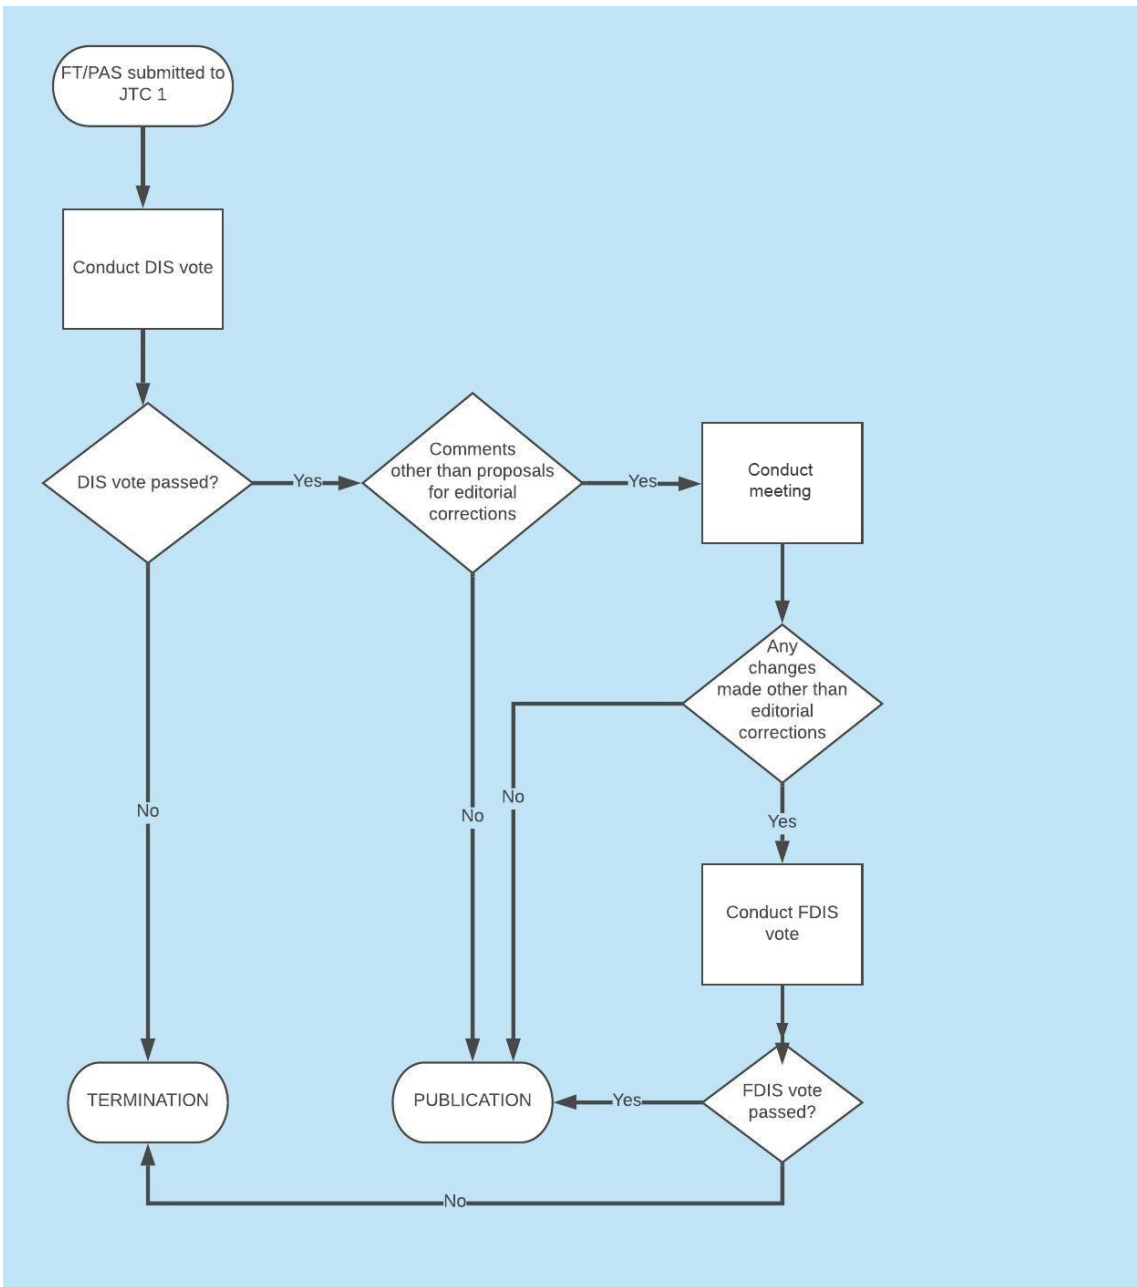 FT/PAS submitted to
JTC 1
Conduct DIS vote
DIS vote passed?
Yes
Comments
other than proposals
for editorial
corrections
Yes
Conduct
meeting
Any
changes
made other than
editorial
corrections
No
No
No
Yes
Conduct FDIS
vote
FDIS vote
passed?
Yes
PUBLICATION
TERMINATION
No